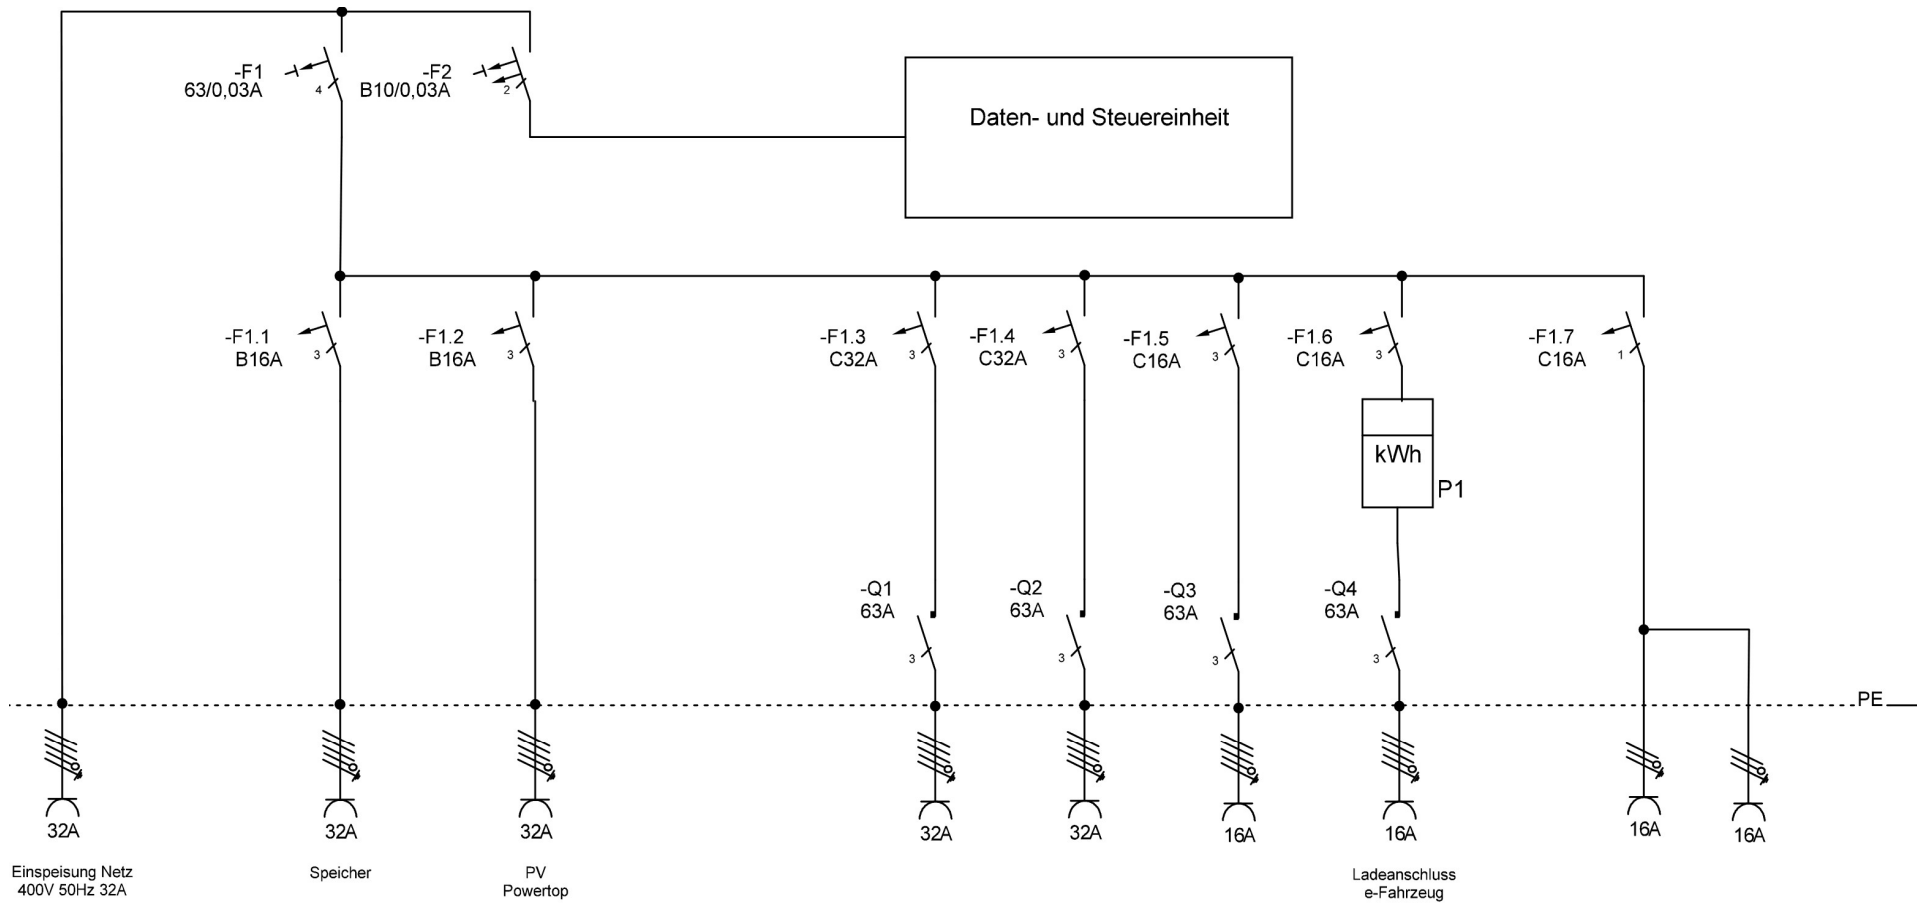 -F1
63/0,03A
4
-F2
B10/0,03A
2
Daten- und Steuereinheit
-F1.1
B16A
3
-F1.2
B16A
3
-F1.3
C32A
3
-F1.4
C32A
3
-F1.5
C16A
3
-F1.6
C16A
3
-F1.7
C16A
1
kWh
P1
-Q1
63A
3
-Q2
63A
3
-Q3
63A
3
-Q4
63A
3
PE
32A
32A
32A
32A
32A
16A
16A
16A
16A
Einspeisung Netz
400V 50Hz 32A
Speicher
PV
Powertop
Ladeanschluss
e-Fahrzeug